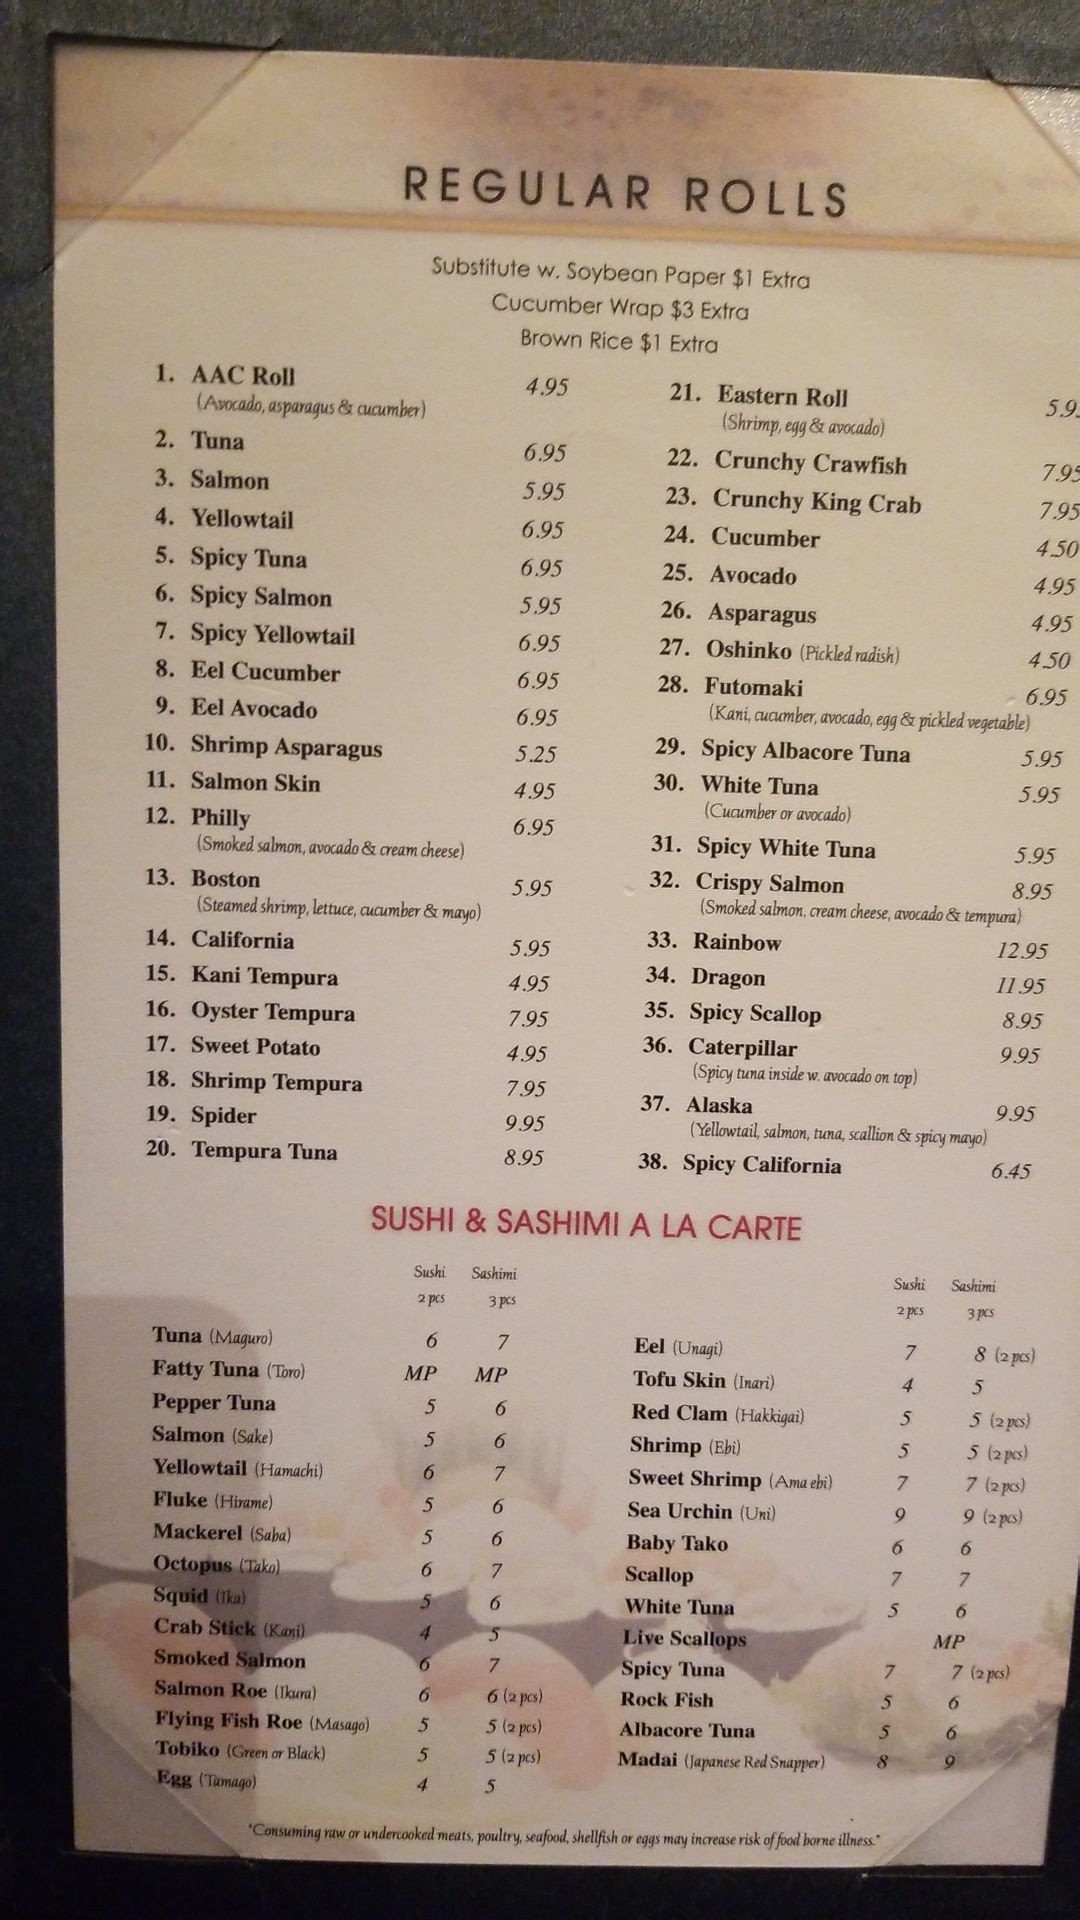 REGULAR ROLLS
Substitute w. Soybean Paper $1 Extra
Cucumber Wrap $3 Extra
Brown Rice $1 Extra
1. AAC Roll 4.95
(Avocado, asparagus & cucumber)
2. Tuna 6.95
3. Salmon 5.95
4. Yellowtail 6.95
5. Spicy Tuna 6.95
6. Spicy Salmon 5.95
7. Spicy Yellowtail 6.95
8. Eel Cucumber 6.95
9. Eel Avocado 6.95
10. Shrimp Asparagus 5.25
11. Salmon Skin 4.95
12. Philly 6.95
(Smoked salmon, avocado & cream cheese)
13. Boston 5.95
(Steamed shrimp, lettuce, cucumber & mayo)
14. California 5.95
15. Kani Tempura 4.95
16. Oyster Tempura 7.95
17. Sweet Potato 4.95
18. Shrimp Tempura 7.95
19. Spider 9.95
20. Tempura Tuna 8.95
21. Eastern Roll 5.9
(Shrimp, egg & avocado)
22. Crunchy Crawfish 7.95
23. Crunchy King Crab 7.95
24. Cucumber 4.50
25. Avocado 4.95
26. Asparagus 4.95
27. Oshinko (Pickled radish) 4.50
28. Futomaki 6.95
(Kani, cucumber, avocado, egg & pickled vegetable)
29. Spicy Albacore Tuna 5.95
30. White Tuna 5.95
(Cucumber or avocado)
31. Spicy White Tuna 5.95
32. Crispy Salmon 8.95
(Smoked salmon, cream cheese, avocado & tempura)
33. Rainbow 12.95
34. Dragon 11.95
35. Spicy Scallop 8.95
36. Caterpillar 9.95
(Spicy tuna inside w. avocado on top)
37. Alaska 9.95
(Yellowtail, salmon, tuna, scallion & spicy mayo)
38. Spicy California 6.45
SUSHI & SASHIMI A LA CARTE
Sushi Sashimi
2 pcs 3 pcs
Tuna (Maguro) 6 7
Fatty Tuna (Toro) MP MP
Pepper Tuna 5 6
Salmon (Sake) 5 6
Yellowtail (Hamachi) 6 7
Fluke (Hirame) 5 6
Mackerel (Saba) 5 6
Octopus (Tako) 6 7
Squid (Ika) 5 6
Crab Stick (Kani) 4 5
Smoked Salmon 6 7
Salmon Roe (Ikura) 6 6 (2 pcs)
Flying Fish Roe (Masago) 5 5 (2 pcs)
Tobiko (Green or Black) 5 5 (2 pcs)
Egg (Tamago) 4 5
Sushi Sashimi
2 pcs 3 pcs
Eel (Unagi) 7 8 (2 pcs)
Tofu Skin (Inari) 4 5
Red Clam (Hakkigai) 5 5 (2 pcs)
Shrimp (Ebi) 5 5 (2 pcs)
Sweet Shrimp (Ama ebi) 7 7 (2 pcs)
Sea Urchin (Uni) 9 9 (2 pcs)
Baby Tako 6 6
Scallop 7 7
White Tuna 5 6
Live Scallops MP
Spicy Tuna 7 7 (2 pcs)
Rock Fish 5 6
Albacore Tuna 5 6
Madai (Japanese Red Snapper) 8 9
"Consuming raw or undercooked meats, poultry, seafood, shellfish or eggs may increase risk of food borne illness."